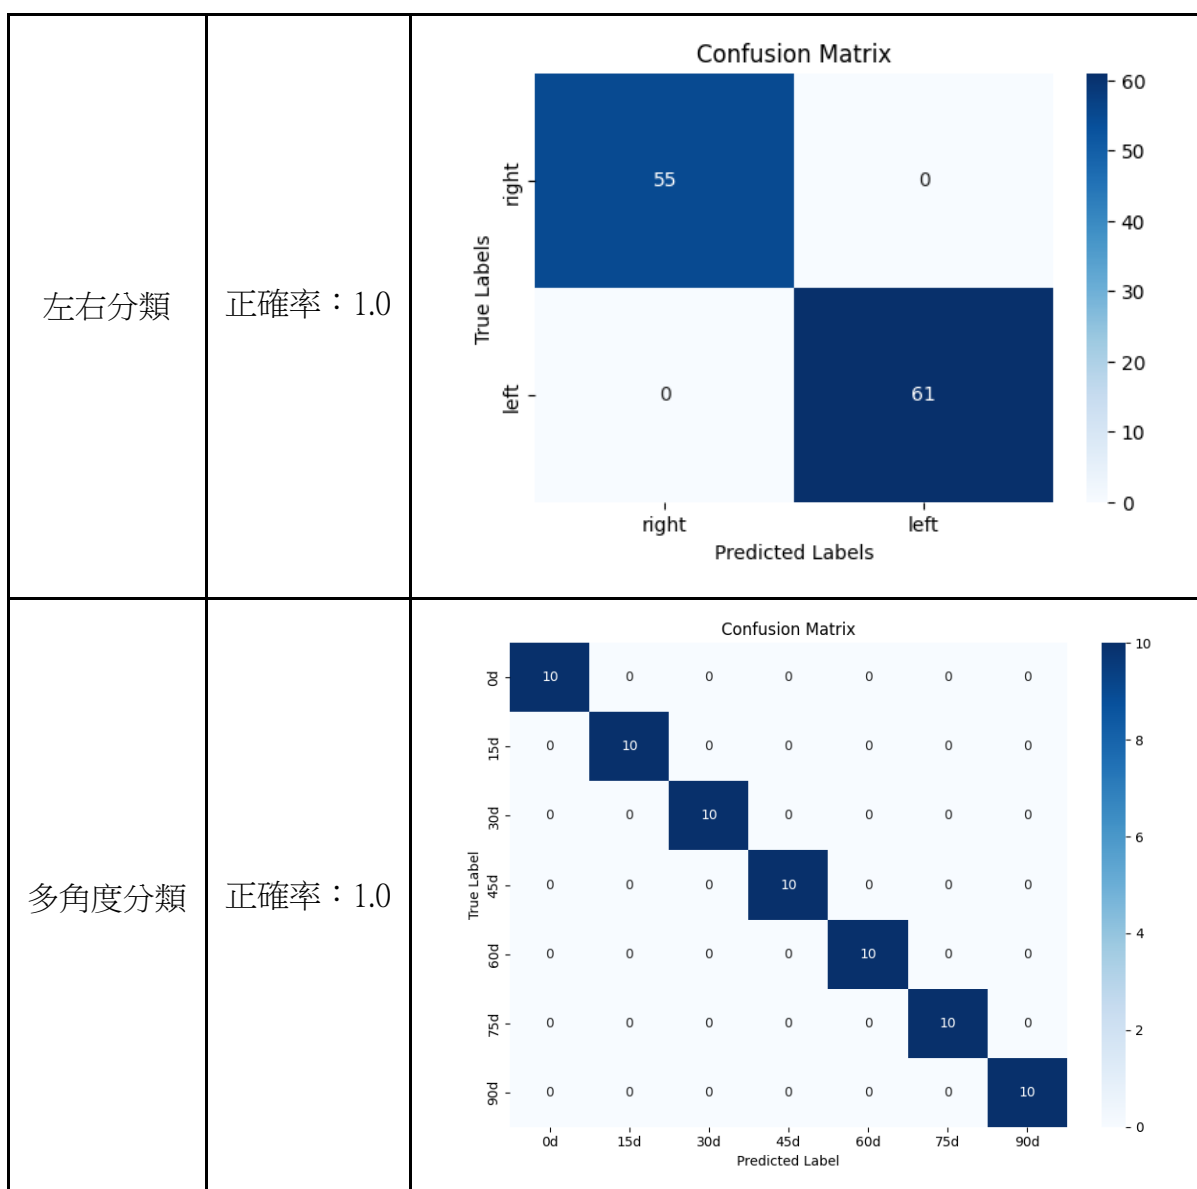 左右分類
正確率：1.0
Confusion Matrix
True Labels
right
left
55 0
0 61
right left
Predicted Labels
60
50
40
30
20
10
0
多角度分類
正確率：1.0
Confusion Matrix
True Label
0d 10 0 0 0 0 0 0
15d 0 10 0 0 0 0 0
30d 0 0 10 0 0 0 0
45d 0 0 0 10 0 0 0
60d 0 0 0 0 10 0 0
75d 0 0 0 0 0 10 0
90d 0 0 0 0 0 0 10
0d 15d 30d 45d 60d 75d 90d
Predicted Label
10
8
6
4
2
0